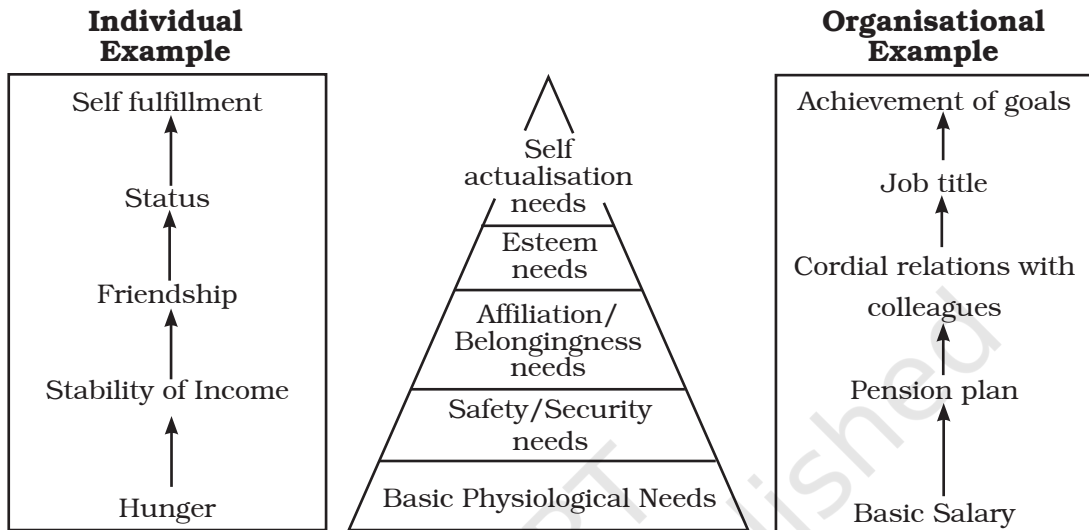 Individual
Example
Self fulfillment
Status
Friendship
Stability of Income
Hunger
Self
actualisation
needs
Esteem
needs
Affiliation/
Belongingness
needs
Safety/Security
needs
Basic Physiological Needs
Organisational
Example
Achievement of goals
Job title
Cordial relations with
colleagues
Pension plan
Basic Salary